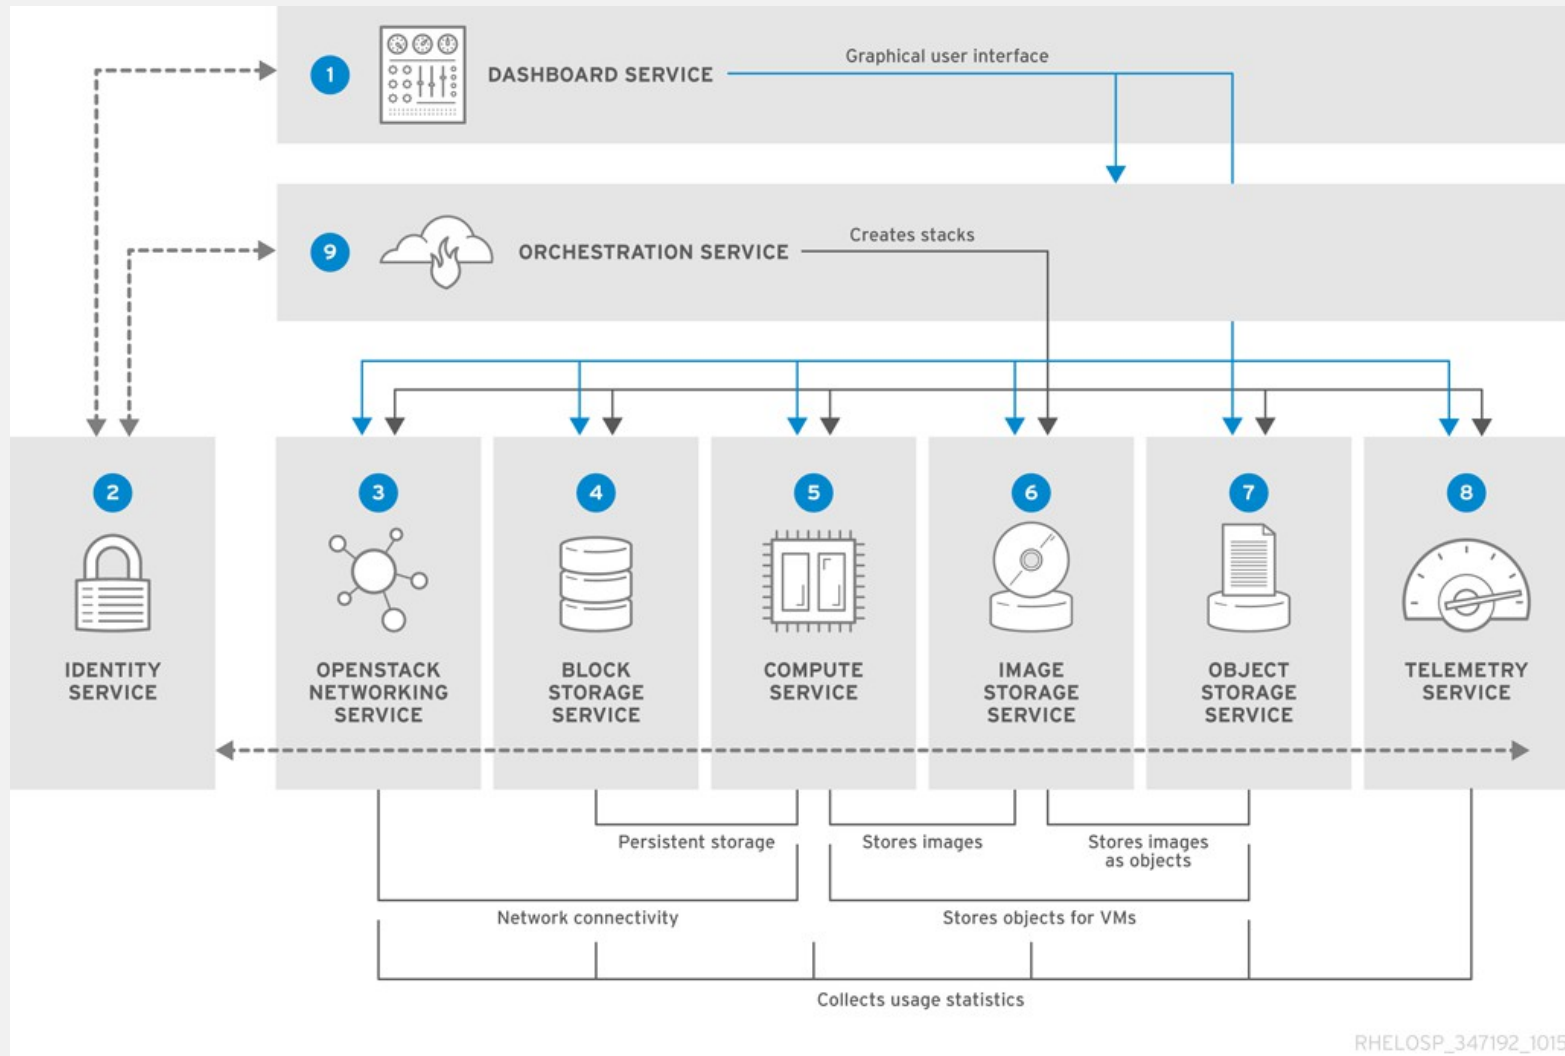 1
DASHBOARD SERVICE
Graphical user interface
9
ORCHESTRATION SERVICE
Creates stacks
2
IDENTITY
SERVICE
3
OPENSTACK
NETWORKING
SERVICE
4
BLOCK
STORAGE
SERVICE
5
COMPUTE
SERVICE
6
IMAGE
STORAGE
SERVICE
7
OBJECT
STORAGE
SERVICE
8
TELEMETRY
SERVICE
Persistent storage
Stores images
Stores images
as objects
Network connectivity
Stores objects for VMs
Collects usage statistics
RHELOSP_347192_1015